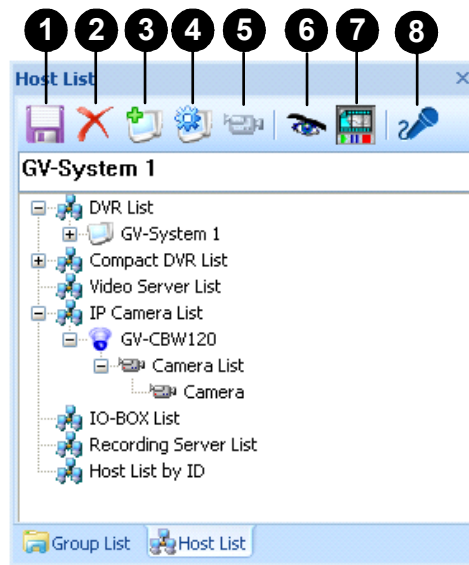 1 2 3 4 5 6 7 8
Host List
GV-System 1
DVR List
GV-System 1
Compact DVR List
Video Server List
IP Camera List
GV-CBW120
Camera List
Camera
IO-BOX List
Recording Server List
Host List by ID
Group List Host List